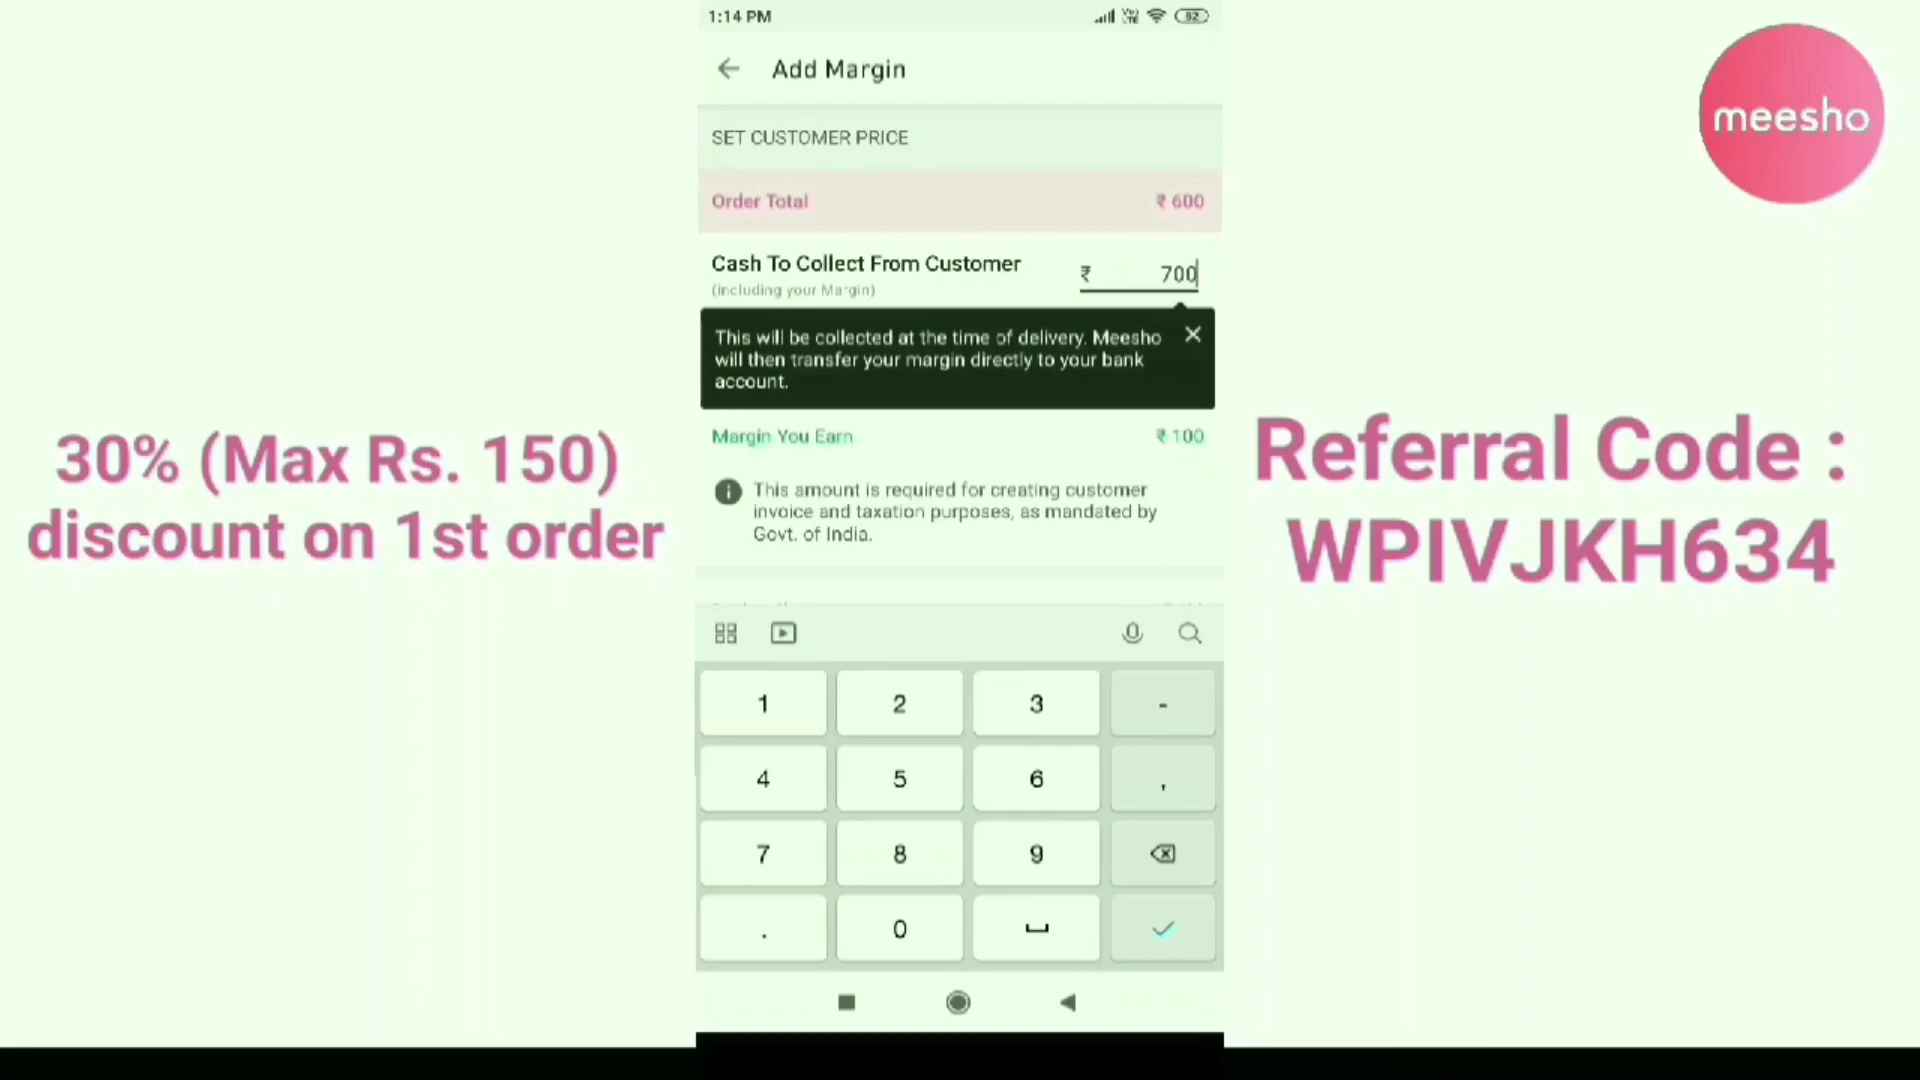 1:14 PM
92
Add Margin
meesho
SET CUSTOMER PRICE
Order Total ₹ 600
Cash To Collect From Customer ₹ 700
(including your Margin)
This will be collected at the time of delivery. Meesho
will then transfer your margin directly to your bank
account.
Margin You Earn ₹ 100
This amount is required for creating customer
invoice and taxation purposes, as mandated by
Govt. of India.
30% (Max Rs. 150)
discount on 1st order
Referral Code :
WPIVJKH634
1 2 3 -
4 5 6 ,
7 8 9
. 0